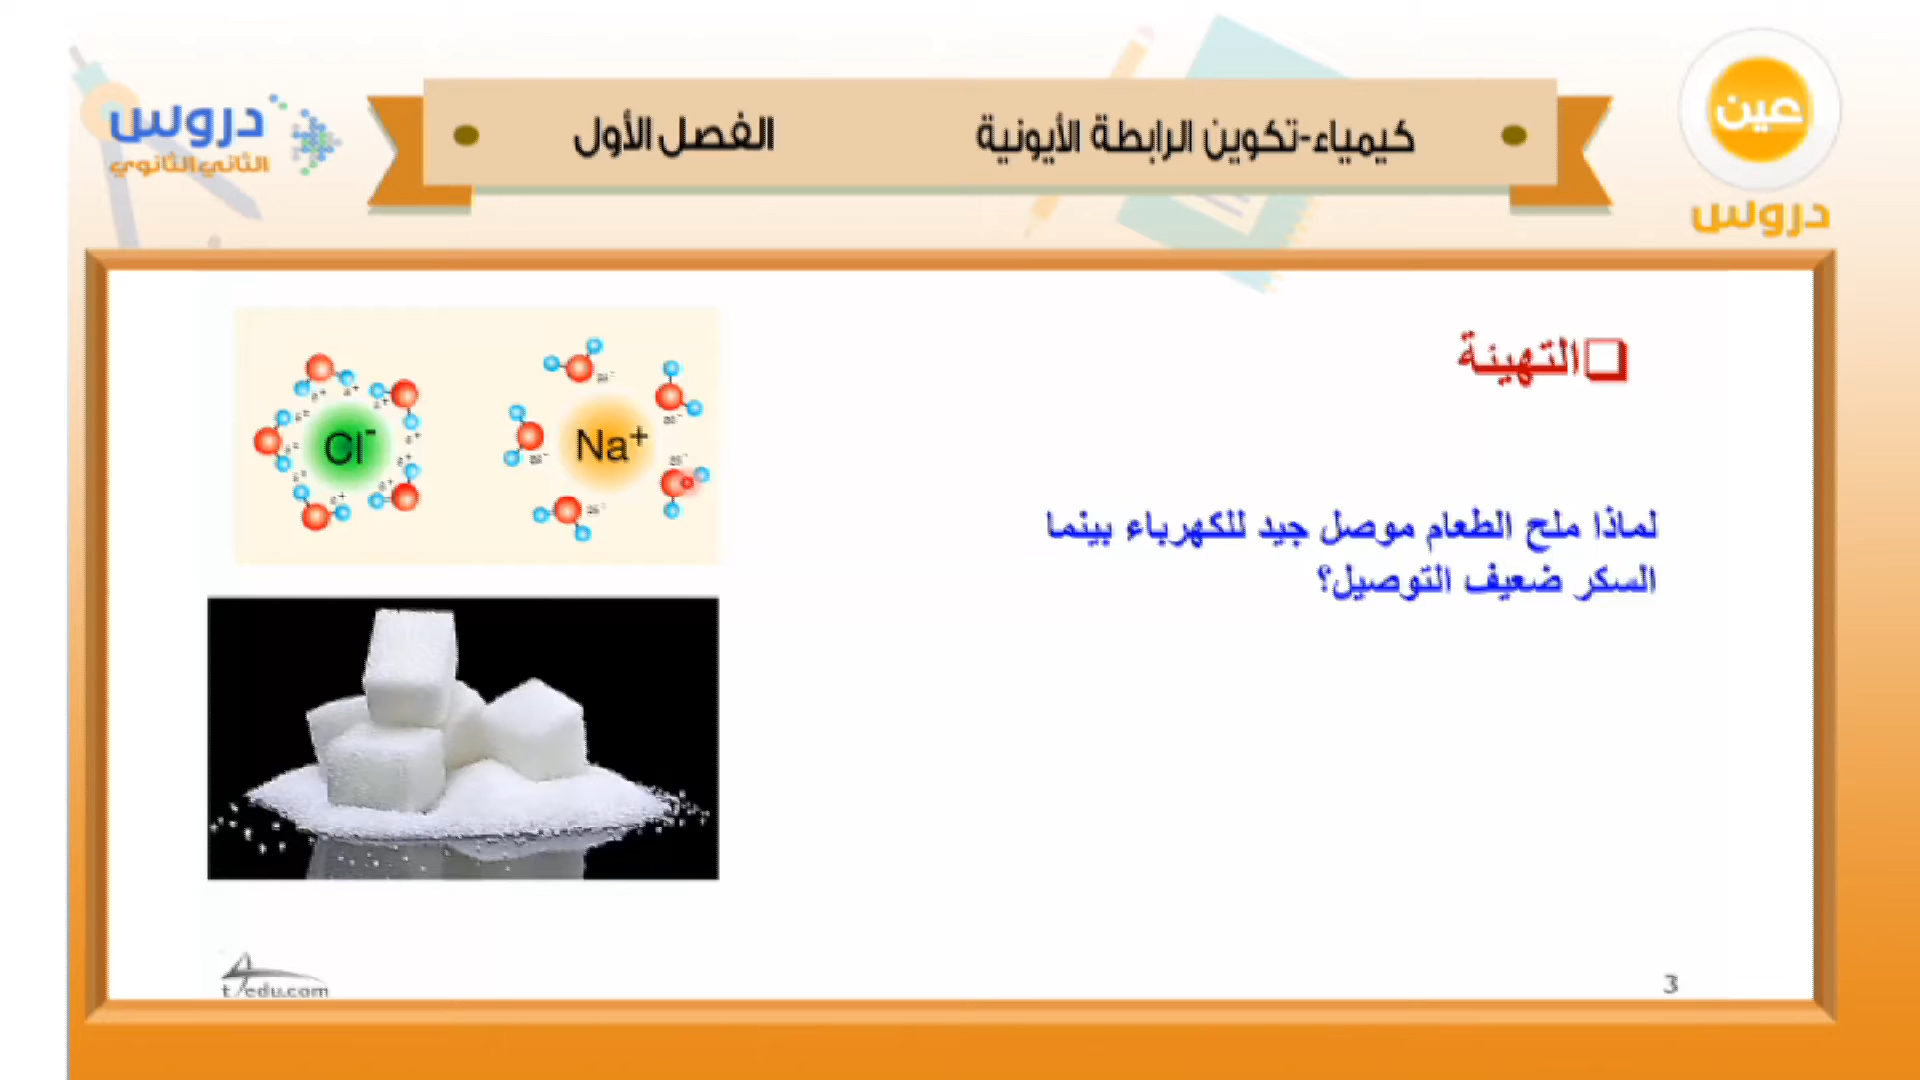 عين
دروس
كيمياء-تكوين الرابطة الأيونية
الفصل الأول
دروس
الثاني الثانوي
التهيئة
لماذا ملح الطعام موصل جيد للكهرباء بينما
السكر ضعيف التوصيل؟
Cl⁻
Na⁺
t4edu.com
3